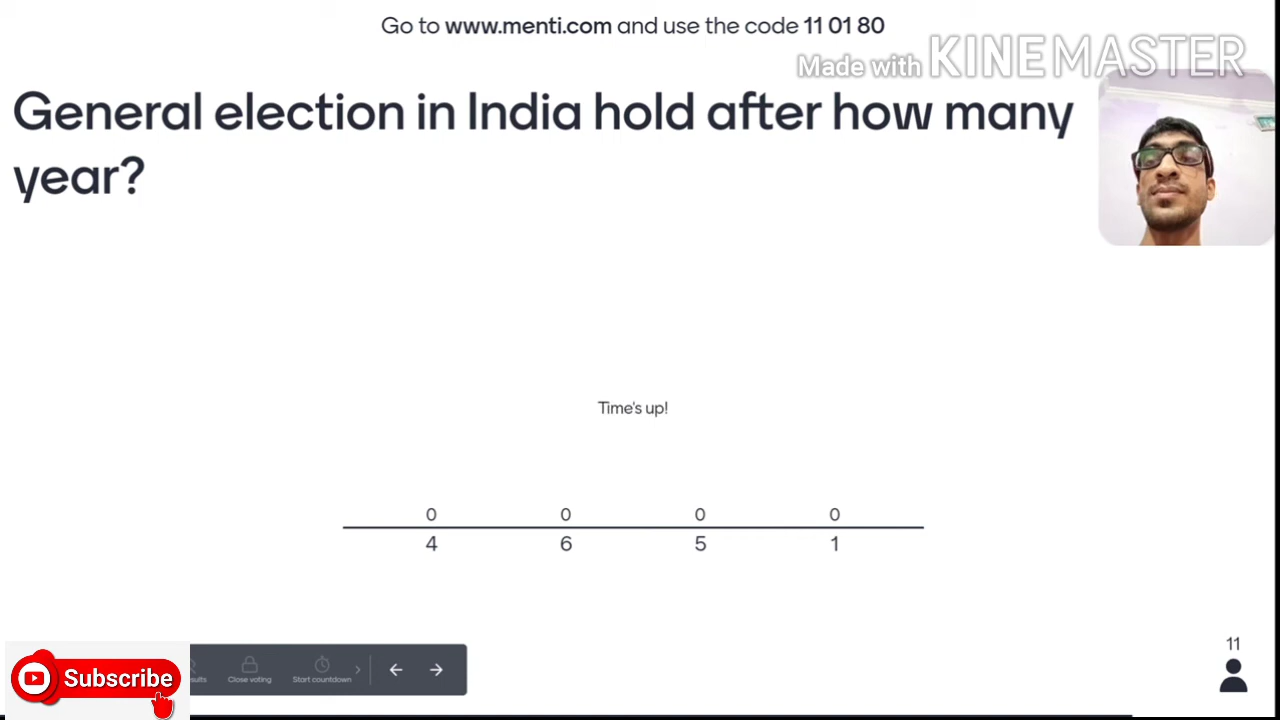 Go to www.menti.com and use the code 11 01 80
Made with KINEMASTER
General election in India hold after how many
year?
Time's up!
0 0 0 0
4 6 5 1
11
Subscribe
Close voting
Start countdown